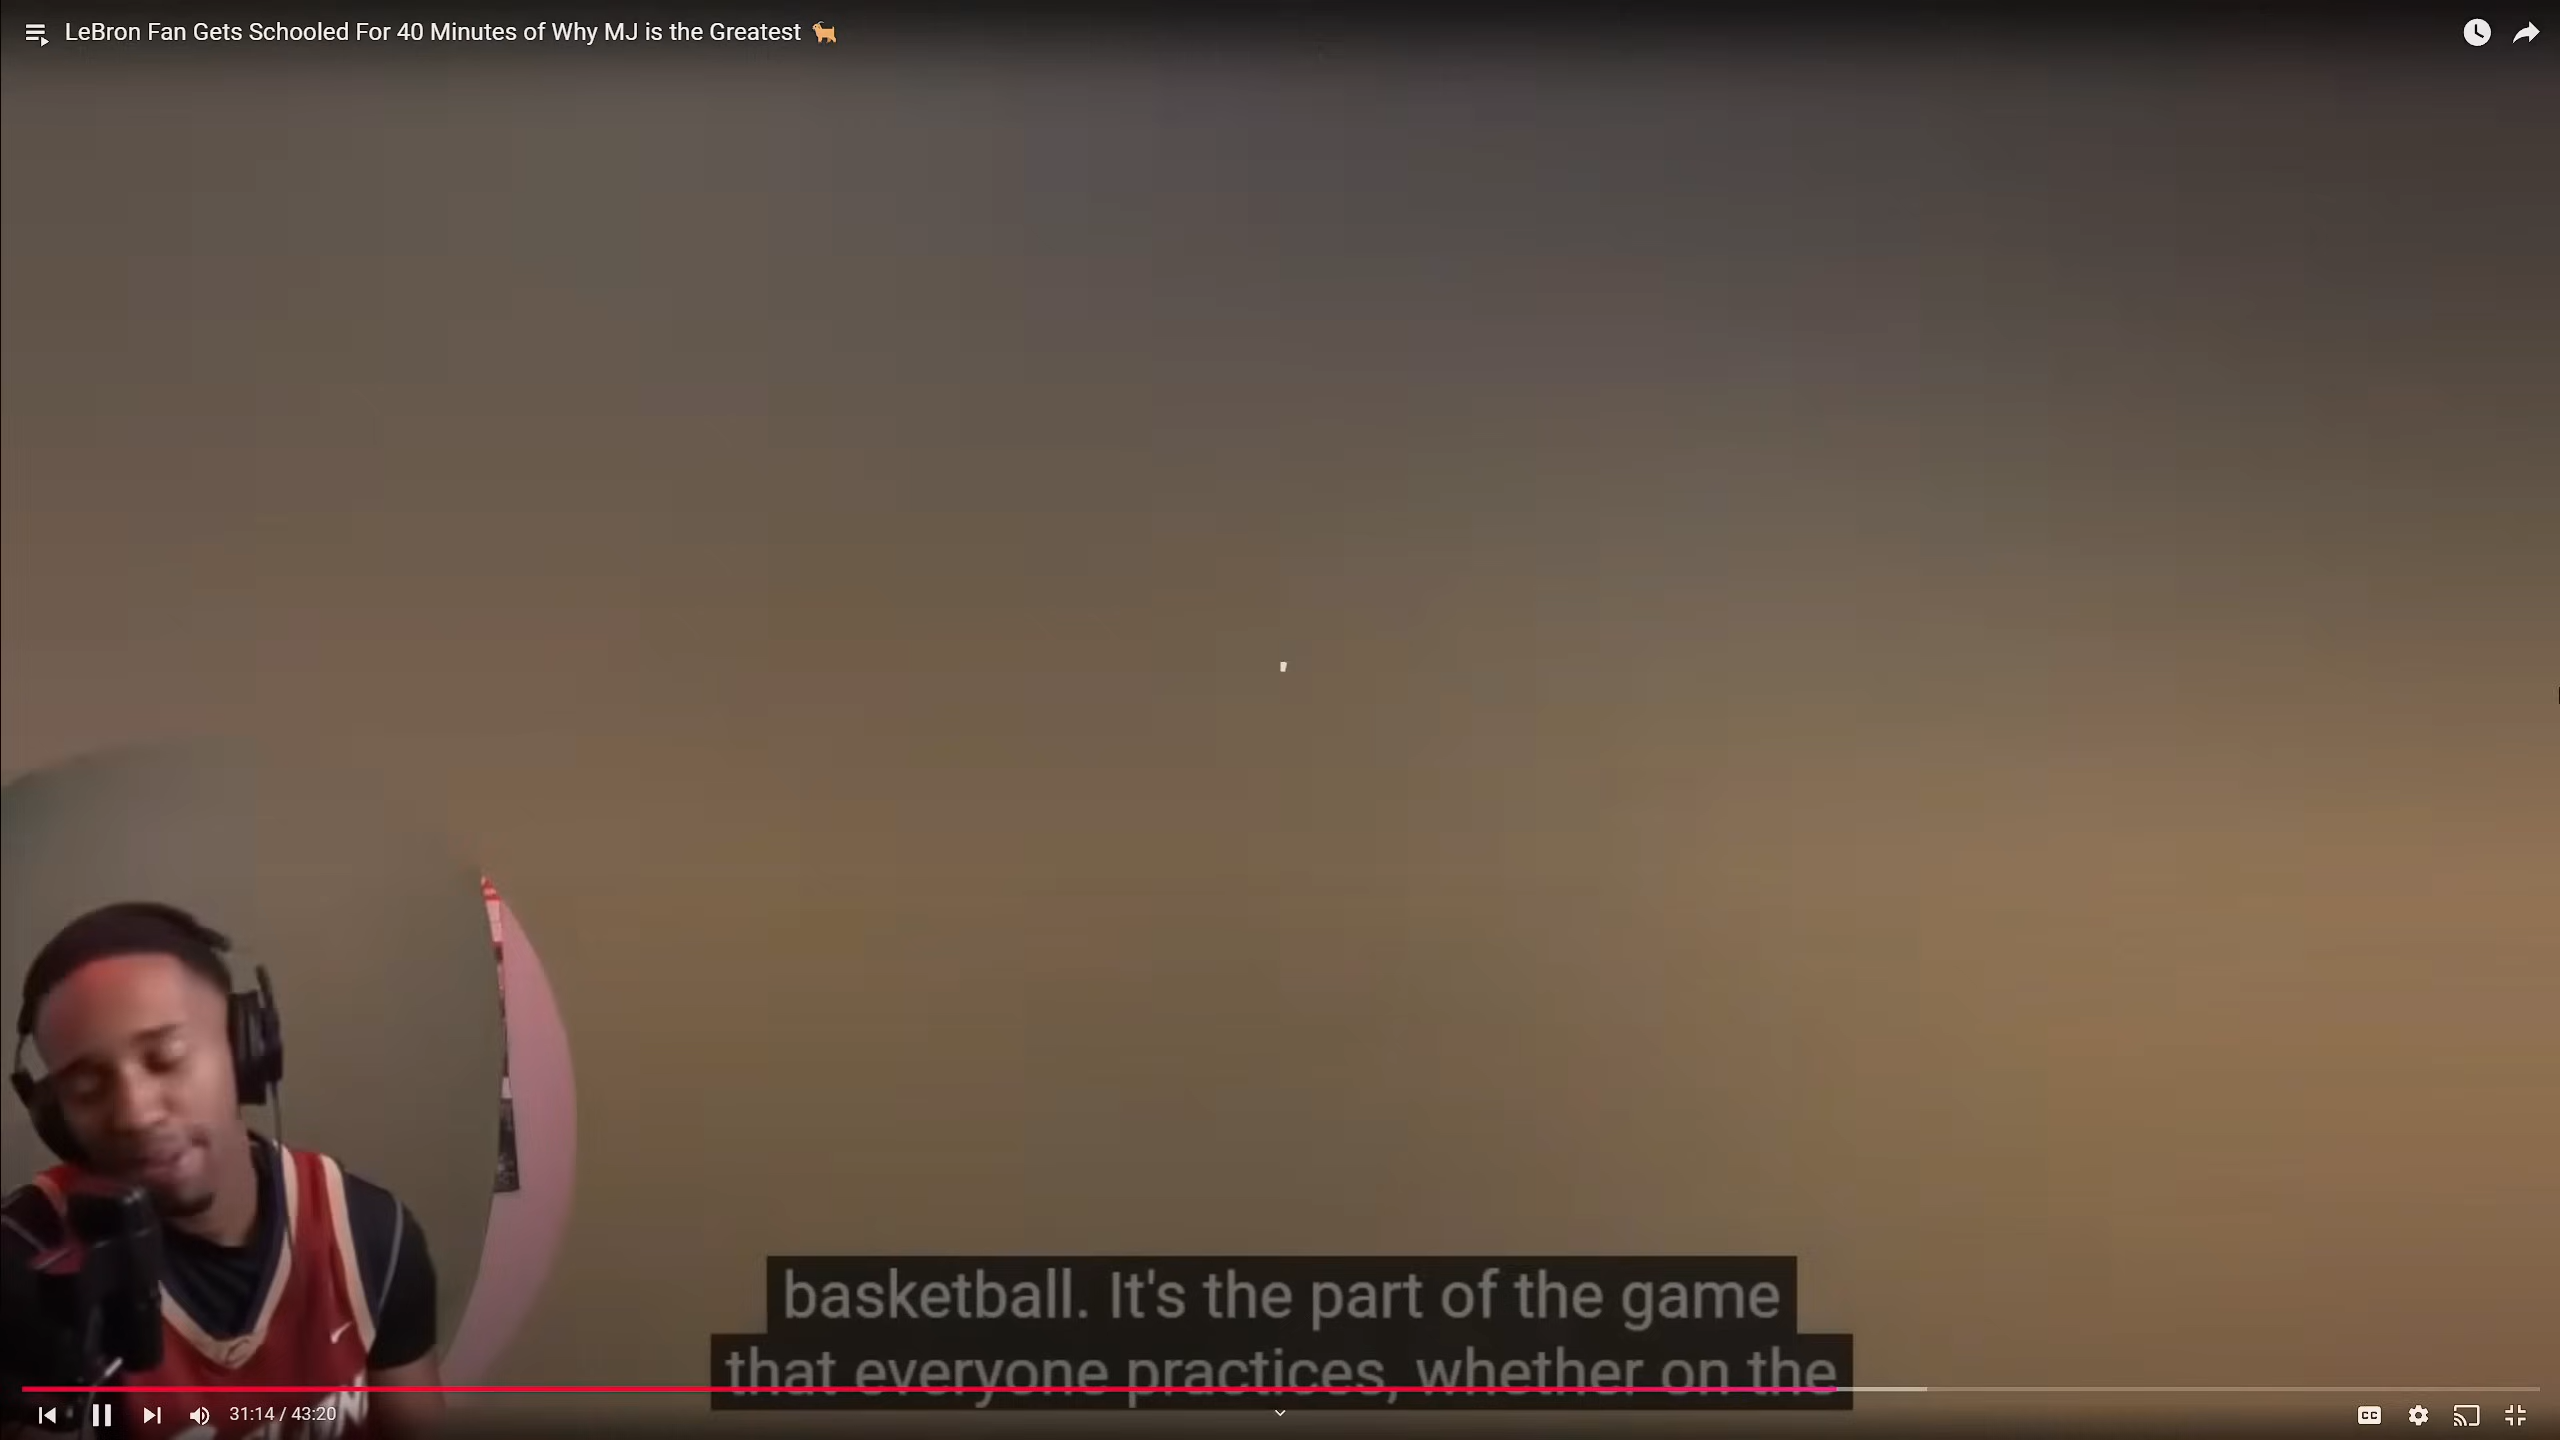 LeBron Fan Gets Schooled For 40 Minutes of Why MJ is the Greatest 🐐
basketball. It's the part of the game
that everyone practices, whether on the
31:14 / 43:20
CC